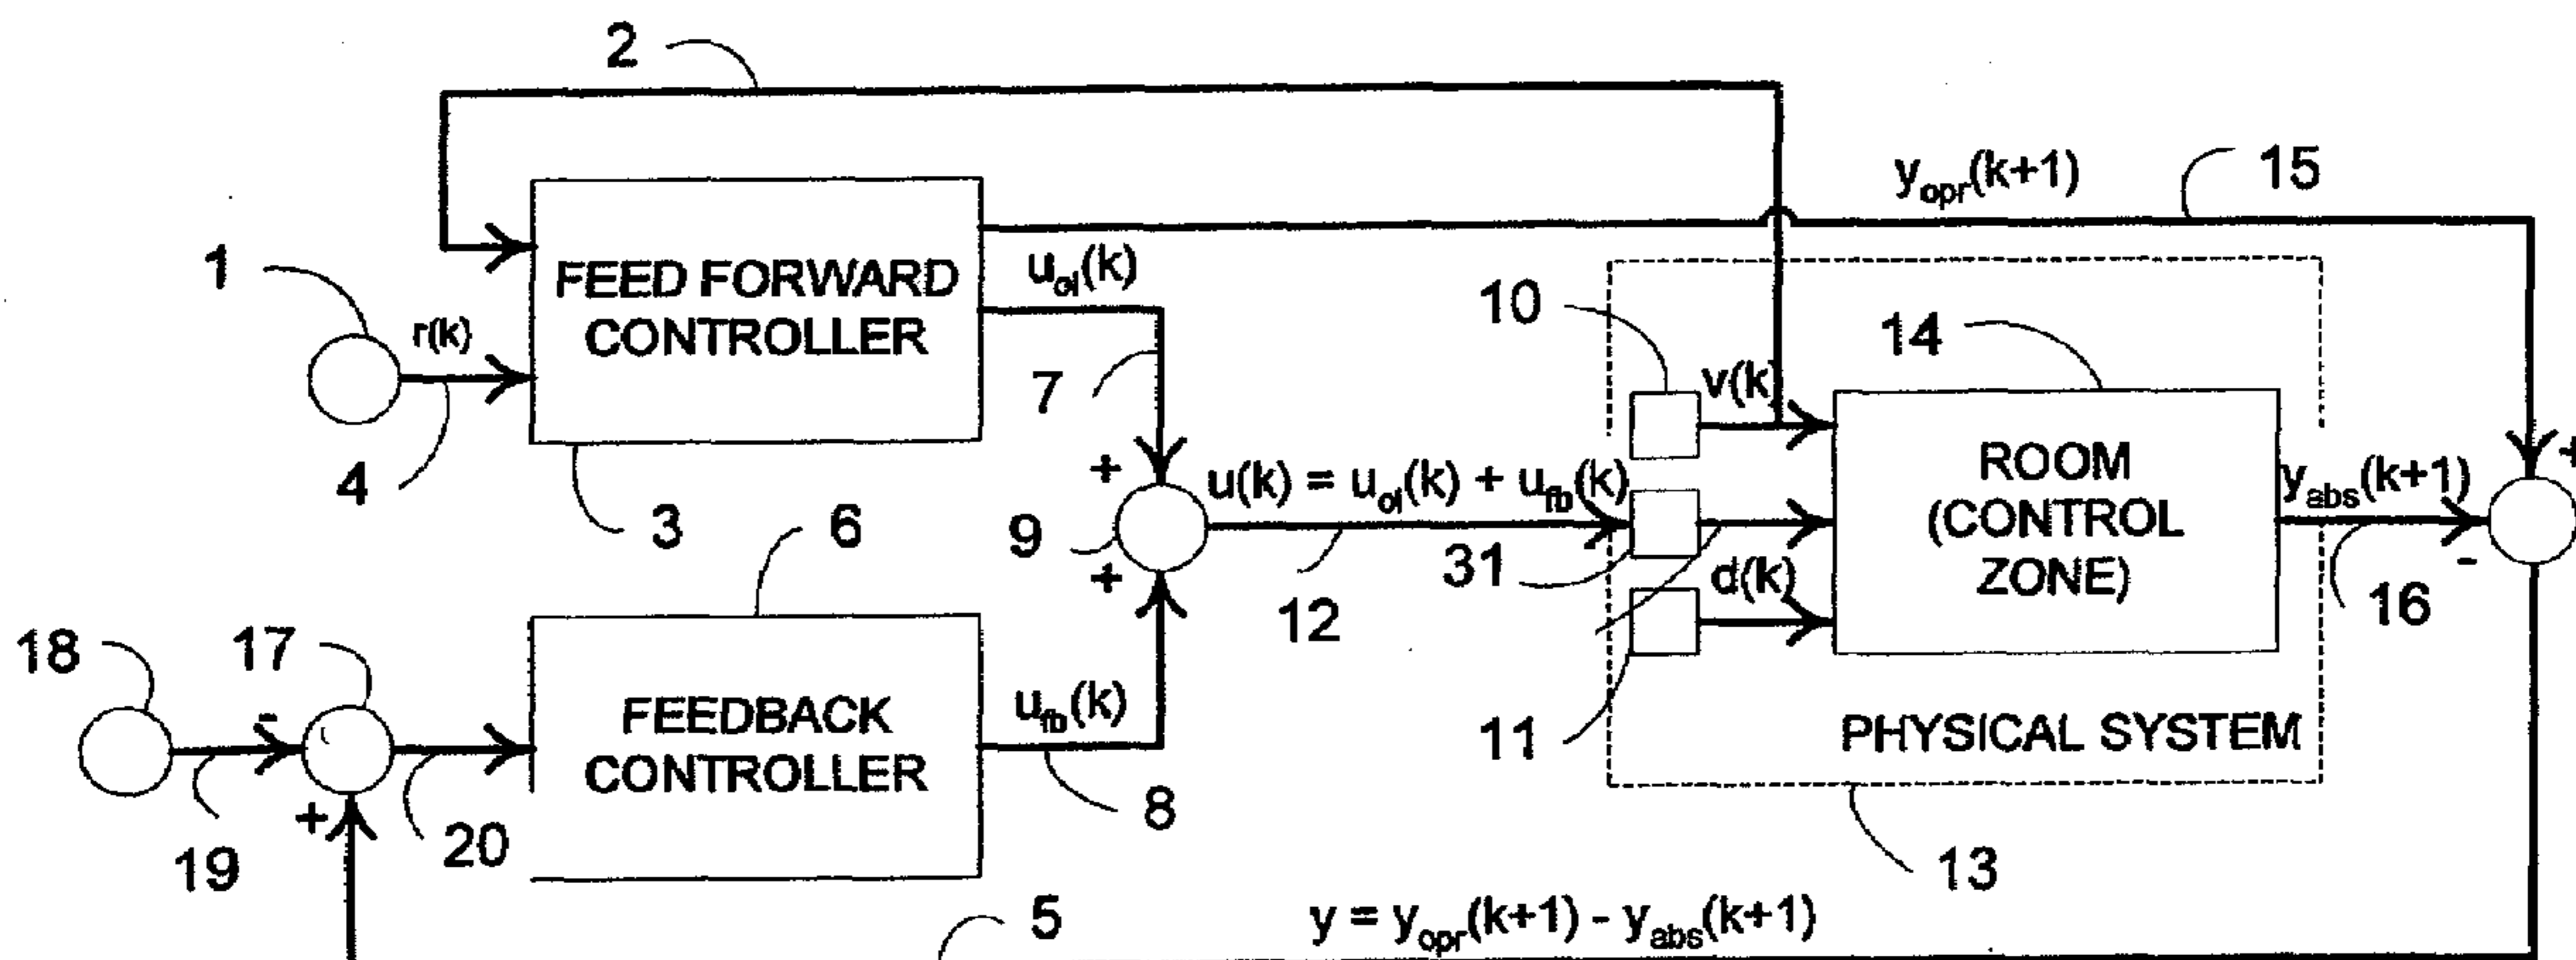 2
y_opr(k+1)
15
1
r(k)
4
FEED FORWARD
CONTROLLER
3
u_ol(k)
7
10
v(k)
14
ROOM
(CONTROL
ZONE)
y_abs(k+1)
+
-
16
+
9
+
u(k) = u_ol(k) + u_fb(k)
12
31
d(k)
11
PHYSICAL SYSTEM
13
6
18
17
-
+
19
20
FEEDBACK
CONTROLLER
u_fb(k)
8
5
y = y_opr(k+1) - y_abs(k+1)